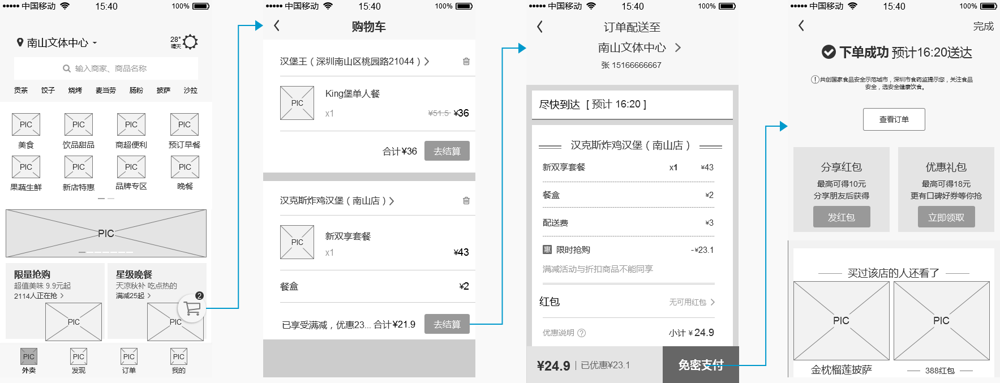 中国移动 15:40 100%
南山文体中心
28°
晴天
输入商家、商品名称
贡茶 饺子 烧烤 麦当劳 肠粉 披萨 沙拉
PIC PIC PIC PIC
美食 饮品甜品 商超便利 预订早餐
PIC PIC PIC PIC
果蔬生鲜 新店特惠 品牌专区 晚餐
PIC
限量抢购
超值美味 9.9元起
2114人正在抢
PIC
星级晚餐
天凉秋补 吃点热的
满减25起
2
PIC
PIC PIC PIC PIC
外卖 发现 订单 我的
中国移动 15:40 100%
购物车
汉堡王（深圳南山区桃园路21044）
PIC
King堡单人餐
x1 ¥51.5 ¥36
合计¥36 去结算
汉克斯炸鸡汉堡（南山店）
PIC
新双享套餐
x1 ¥43
餐盒 ¥2
已享受满减，优惠23... 合计¥21.9 去结算
中国移动 15:40 100%
订单配送至
南山文体中心
张 15166666667
尽快到达 [ 预计 16:20 ]
汉克斯炸鸡汉堡（南山店）
新双享套餐 x1 ¥43
餐盒 ¥2
配送费 ¥3
惠 限时抢购 -¥23.1
满减活动与折扣商品不能同享
红包 无可用红包
优惠说明 ? 小计 ¥ 24.9
¥24.9 已优惠¥23.1 免密支付
中国移动 15:40 100%
完成
下单成功 预计16:20送达
共创国家食品安全示范城市，深圳市食药监提示您，关注食品
安全，选安全健康饮食。
查看订单
分享红包
最高可得10元
分享朋友后获得
发红包
优惠礼包
最高可得18元
更有口碑好券等你抢
立即领取
买过该店的人还看了
PIC PIC
金枕榴莲披萨 388红包